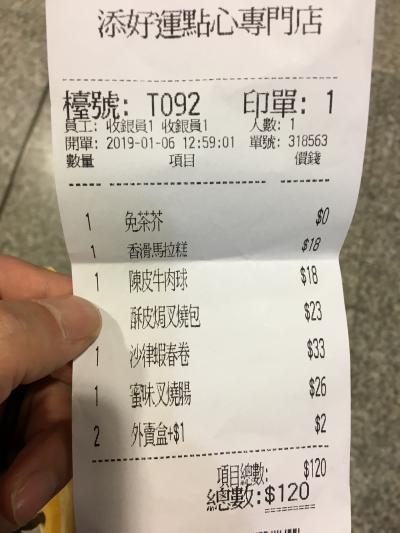 添好運點心專門店
檯號: T092 印單: 1
員工: 收銀員1 收銀員1 人數: 1
開單: 2019-01-06 12:59:01 單號: 318563
數量 項目 價錢
1 免茶芥 $0
1 香滑馬拉糕 $18
1 陳皮牛肉球 $18
酥皮焗叉燒包 $23
1 沙律蝦春卷 $33
1 蜜味叉燒腸 $26
2 外賣盒+$1 $2
項目總數: $120
總數:$120